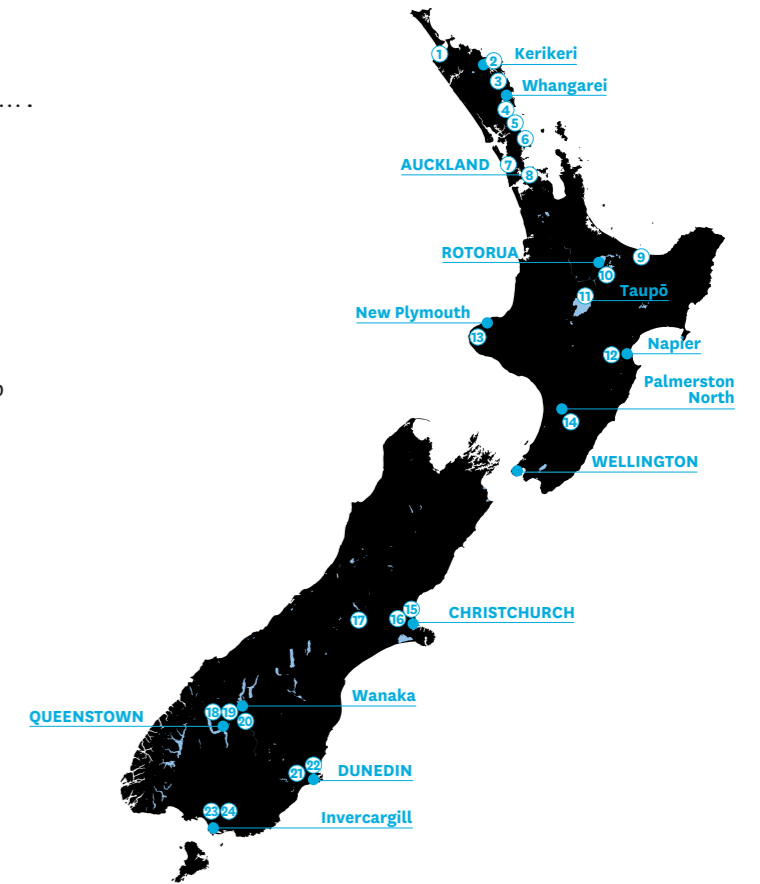 1
2
Kerikeri
3
Whangarei
....
4
5
6
AUCKLAND
7
8
ROTORUA
9
10
11
Taupō
New Plymouth
13
12
Napier
Palmerston
North
14
WELLINGTON
15
16
17
CHRISTCHURCH
Wanaka
18
19
20
QUEENSTOWN
22
21
DUNEDIN
23
24
Invercargill